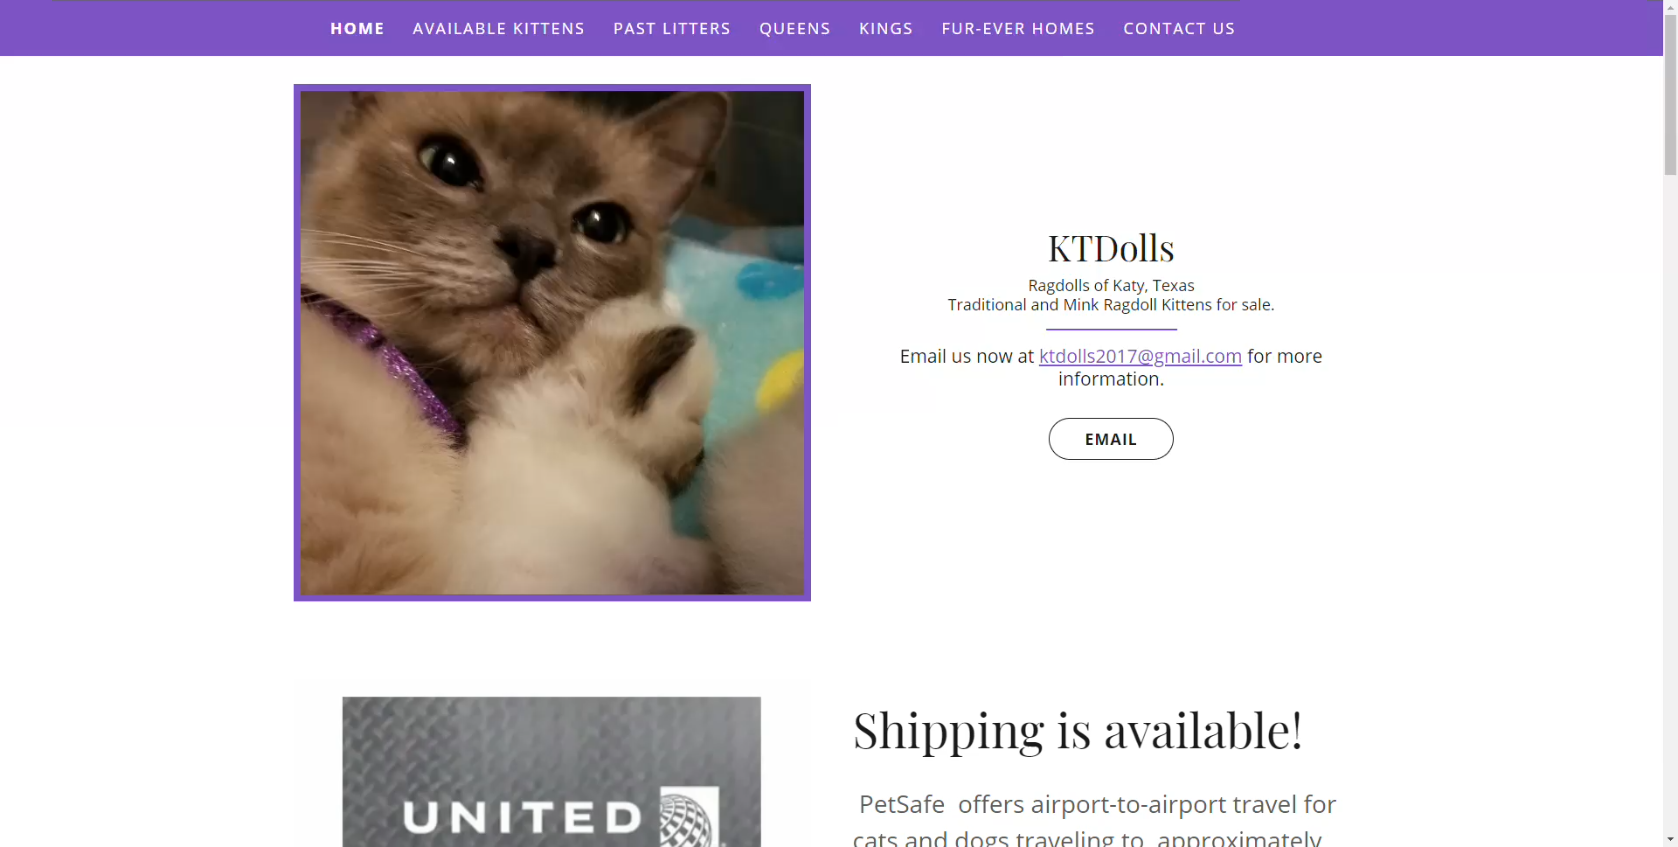 HOME AVAILABLE KITTENS PAST LITTERS QUEENS KINGS FUR-EVER HOMES CONTACT US
KTDolls
Ragdolls of Katy, Texas
Traditional and Mink Ragdoll Kittens for sale.
Email us now at ktdolls2017@gmail.com for more
information.
EMAIL
UNITED
Shipping is available!
PetSafe offers airport-to-airport travel for
cats and dogs traveling to approximately